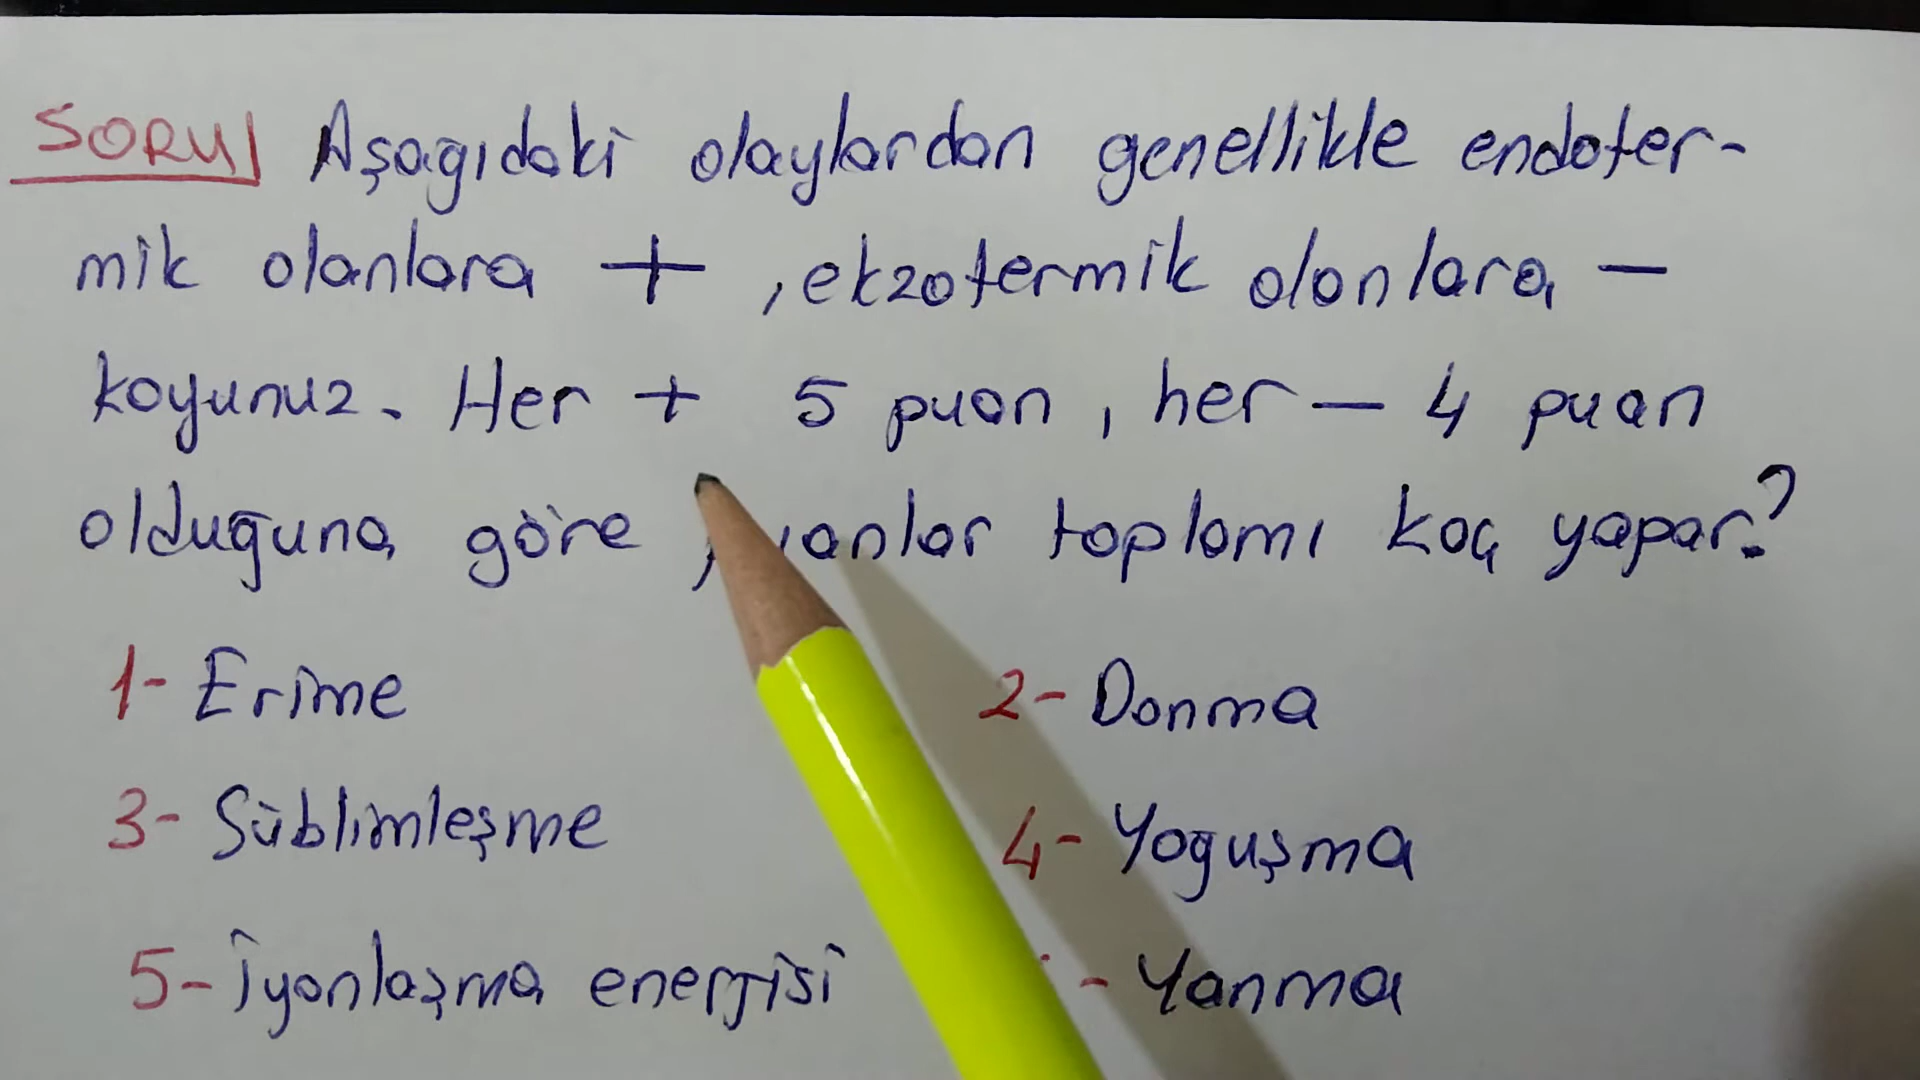 SORU Aşağıdaki olaylardan genellikle endoter-
mik olanlara + , ekzotermik olanlara -
koyunuz. Her + 5 puan , her - 4 puan
olduğuna göre toplamı kaç yapar?
1- Erime
2- Donma
3- Süblimleşme
4- Yoğuşma
5- İyonlaşma enerjisi
- Yanma